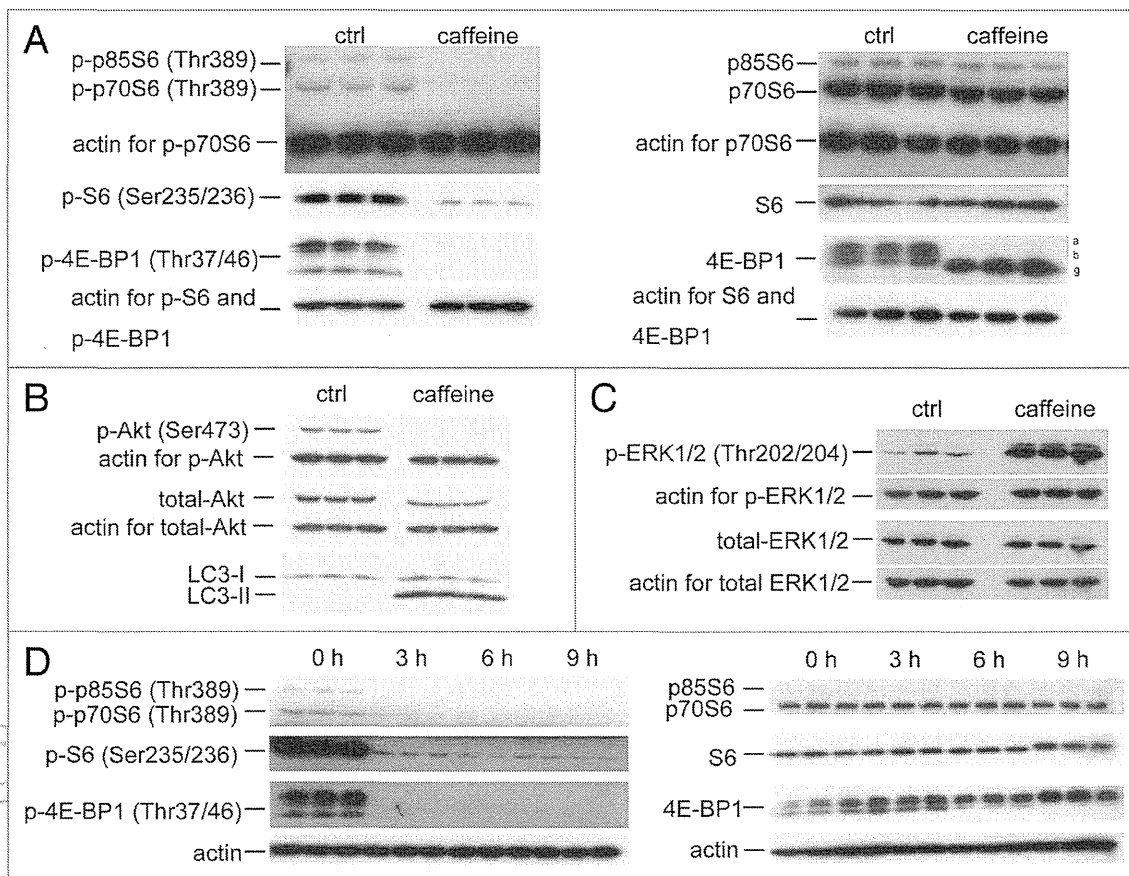 A
ctrl caffeine
p-p85S6 (Thr389)
p-p70S6 (Thr389)
actin for p-p70S6
p-S6 (Ser235/236)
p-4E-BP1 (Thr37/46)
actin for p-S6 and
p-4E-BP1
ctrl caffeine
p85S6
p70S6
actin for p70S6
S6
4E-BP1
a
b
g
actin for S6 and
4E-BP1
B
ctrl caffeine
p-Akt (Ser473)
actin for p-Akt
total-Akt
actin for total-Akt
LC3-I
LC3-II
C
ctrl caffeine
p-ERK1/2 (Thr202/204)
actin for p-ERK1/2
total-ERK1/2
actin for total ERK1/2
D
0 h 3 h 6 h 9 h
p-p85S6 (Thr389)
p-p70S6 (Thr389)
p-S6 (Ser235/236)
p-4E-BP1 (Thr37/46)
actin
0 h 3 h 6 h 9 h
p85S6
p70S6
S6
4E-BP1
actin